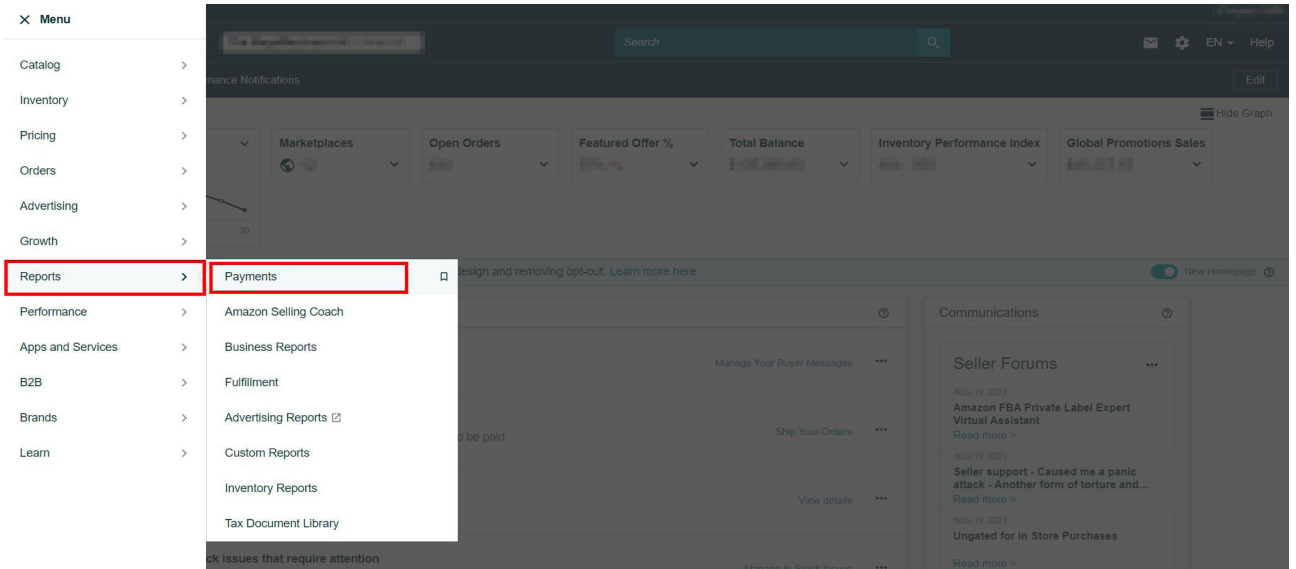 Menu
Search
EN
Help
Catalog
mance Notifications
Edit
Inventory
Hide Graph
Pricing
Marketplaces
Open Orders
Featured Offer %
Total Balance
Inventory Performance Index
Global Promotions Sales
Orders
Advertising
20
Growth
Reports
Payments
design and removing opt-out. Learn more here
New Homepage
Performance
Amazon Selling Coach
Communications
Apps and Services
Business Reports
Manage Your Buyer Messages
Seller Forums
B2B
Fulfillment
AUG 19, 2023
Amazon FBA Private Label Expert
Virtual Assistant
Read more >
Brands
Advertising Reports
o be paid
Ship Your Orders
Learn
Custom Reports
AUG 19, 2023
Seller support - Caused me a panic
attack - Another form of torture and...
Read more >
Inventory Reports
View details
Tax Document Library
AUG 19, 2023
Ungated for in Store Purchases
Read more >
ck issues that require attention
Manage In-Stock Issues